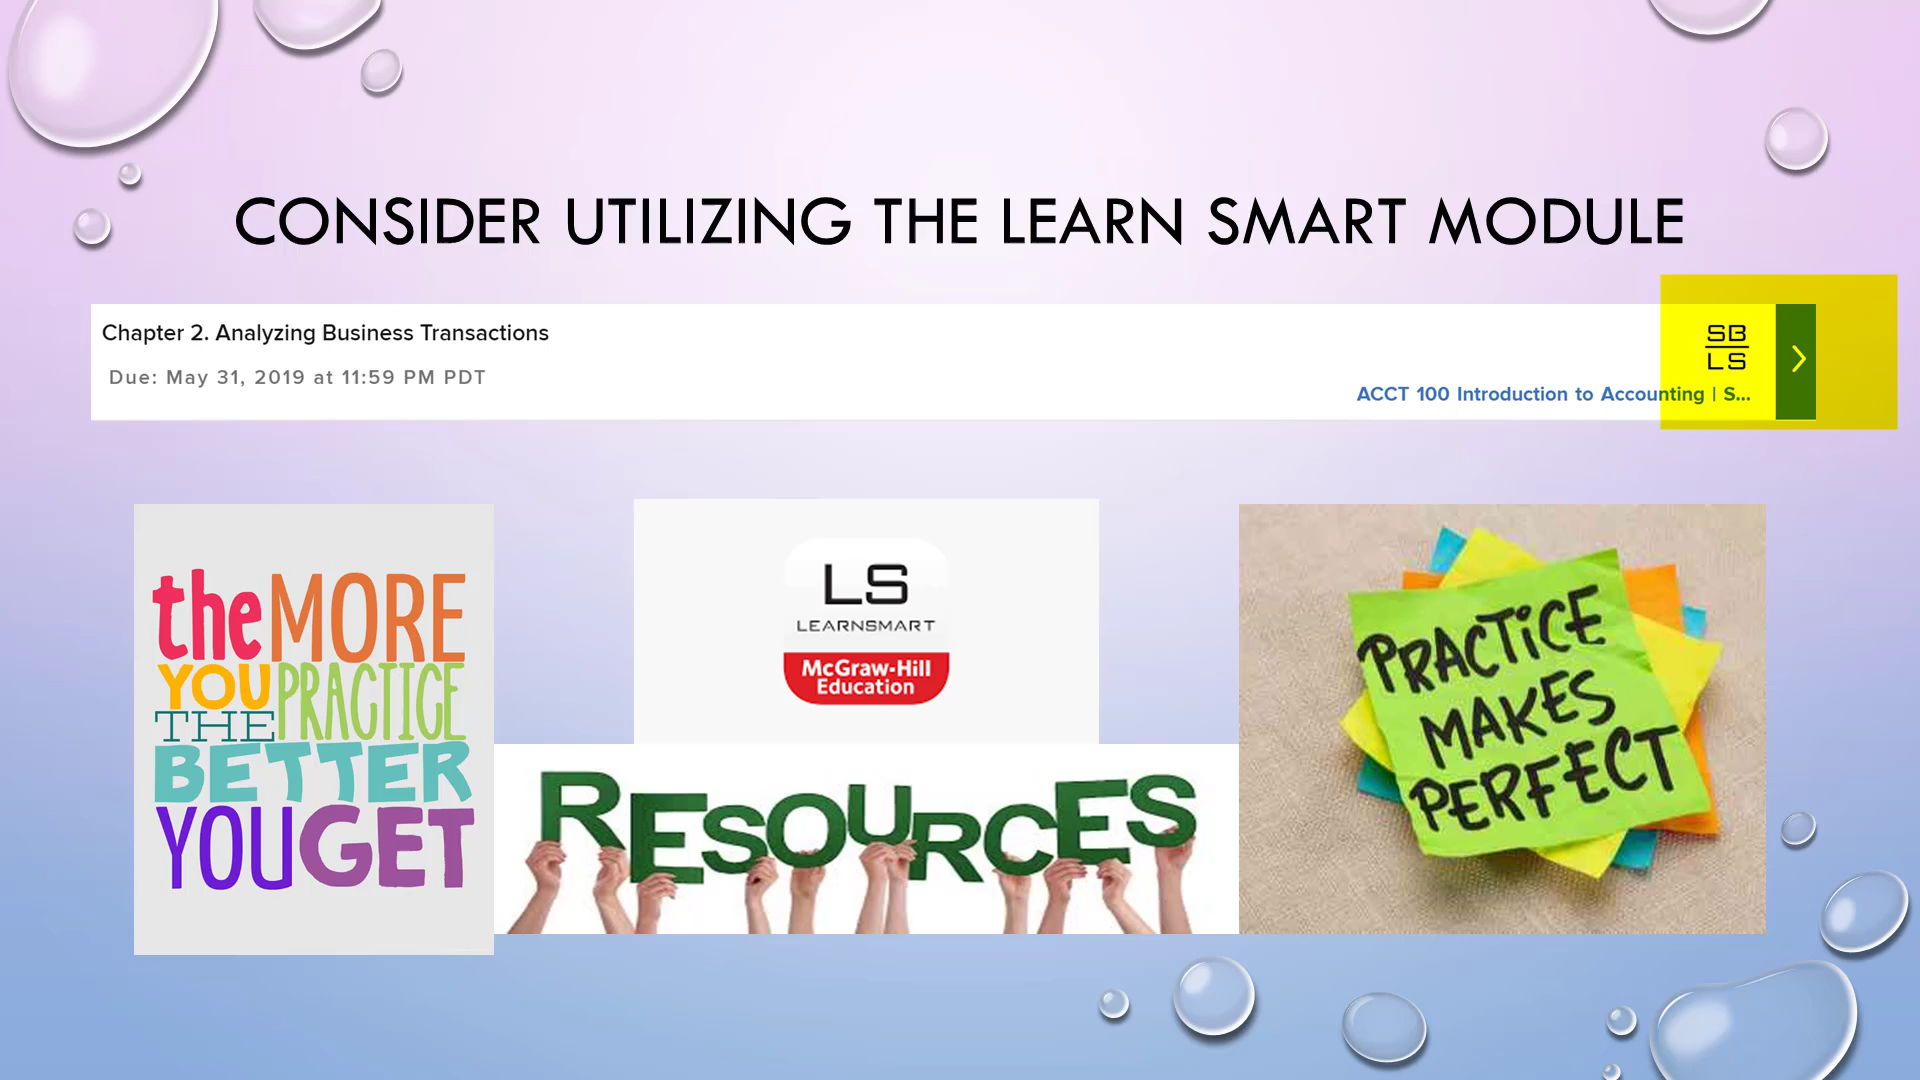 CONSIDER UTILIZING THE LEARN SMART MODULE
Chapter 2. Analyzing Business Transactions
Due: May 31, 2019 at 11:59 PM PDT
SB
LS
ACCT 100 Introduction to Accounting | S...
the MORE
YOU PRACTICE
THE
BETTER
YOU GET
LS
LEARNSMART
McGraw-Hill
Education
RESOURCES
PRACTICE
MAKES
PERFECT